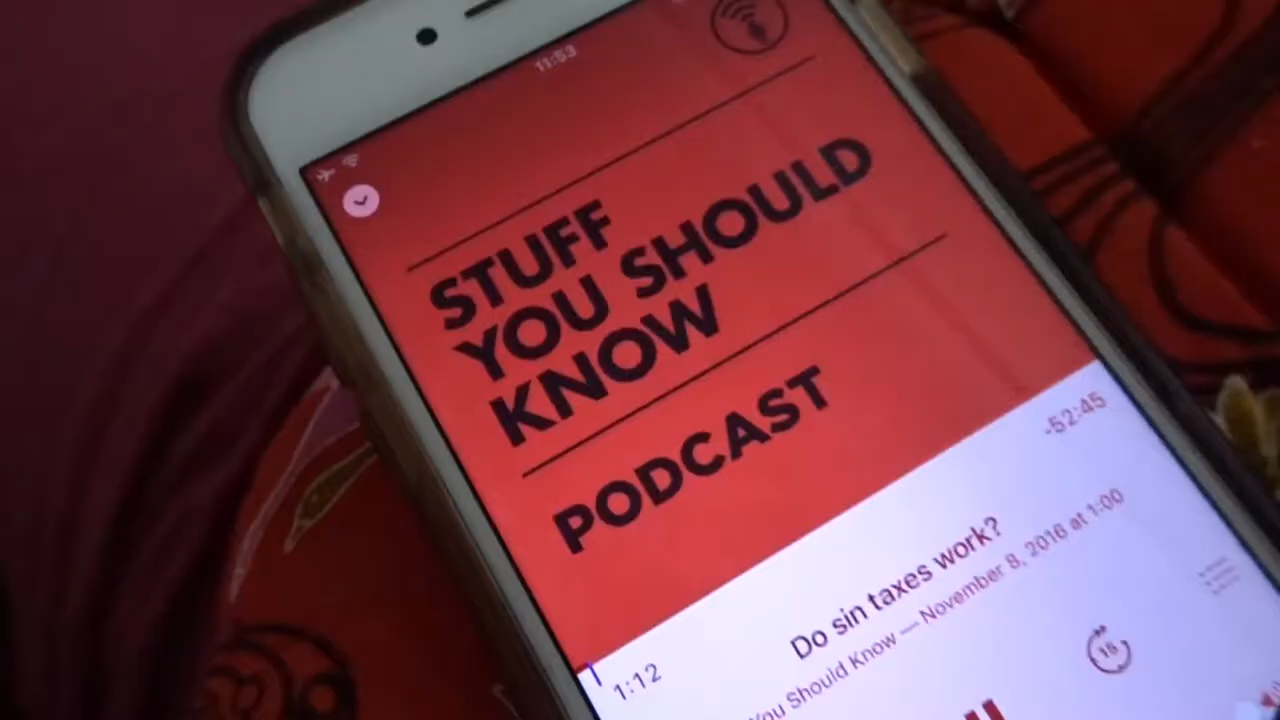 11:53
STUFF
YOU SHOULD
KNOW
PODCAST
1:12
-52:45
Do sin taxes work?
You Should Know — November 8, 2016 at 1:00
15